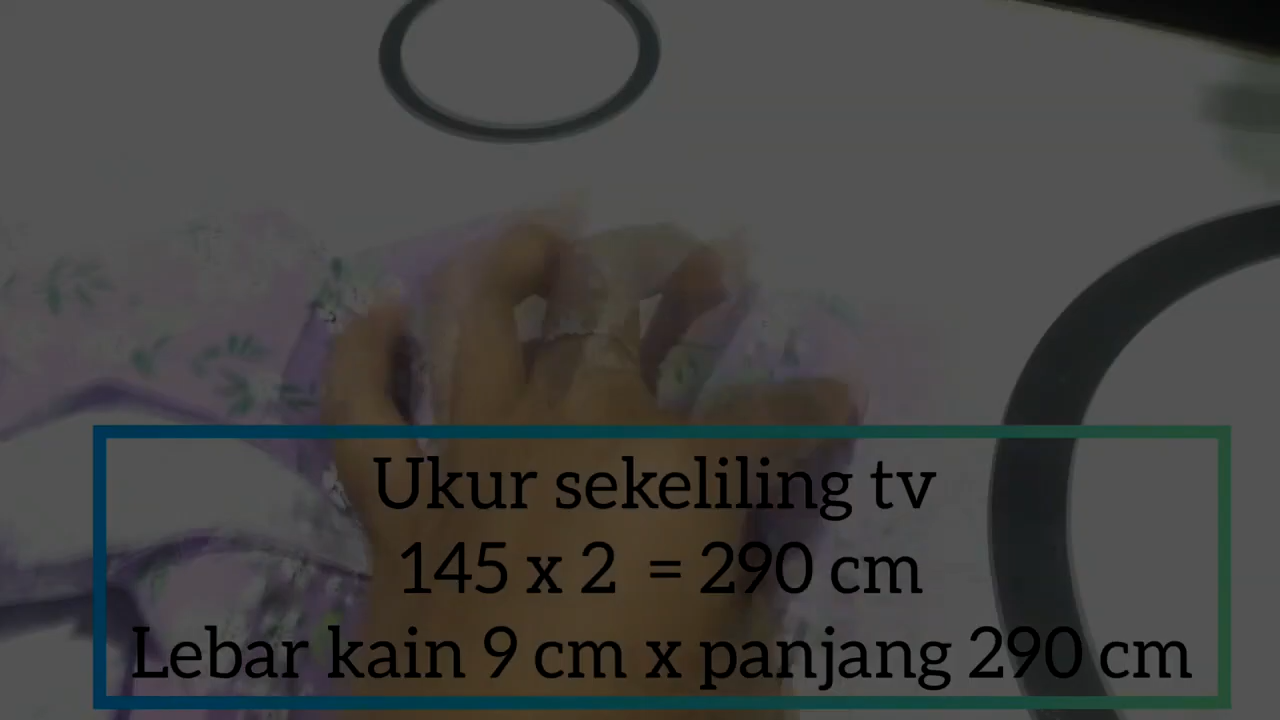 Ukur sekeliling tv
145 x 2 = 290 cm
Lebar kain 9 cm x panjang 290 cm